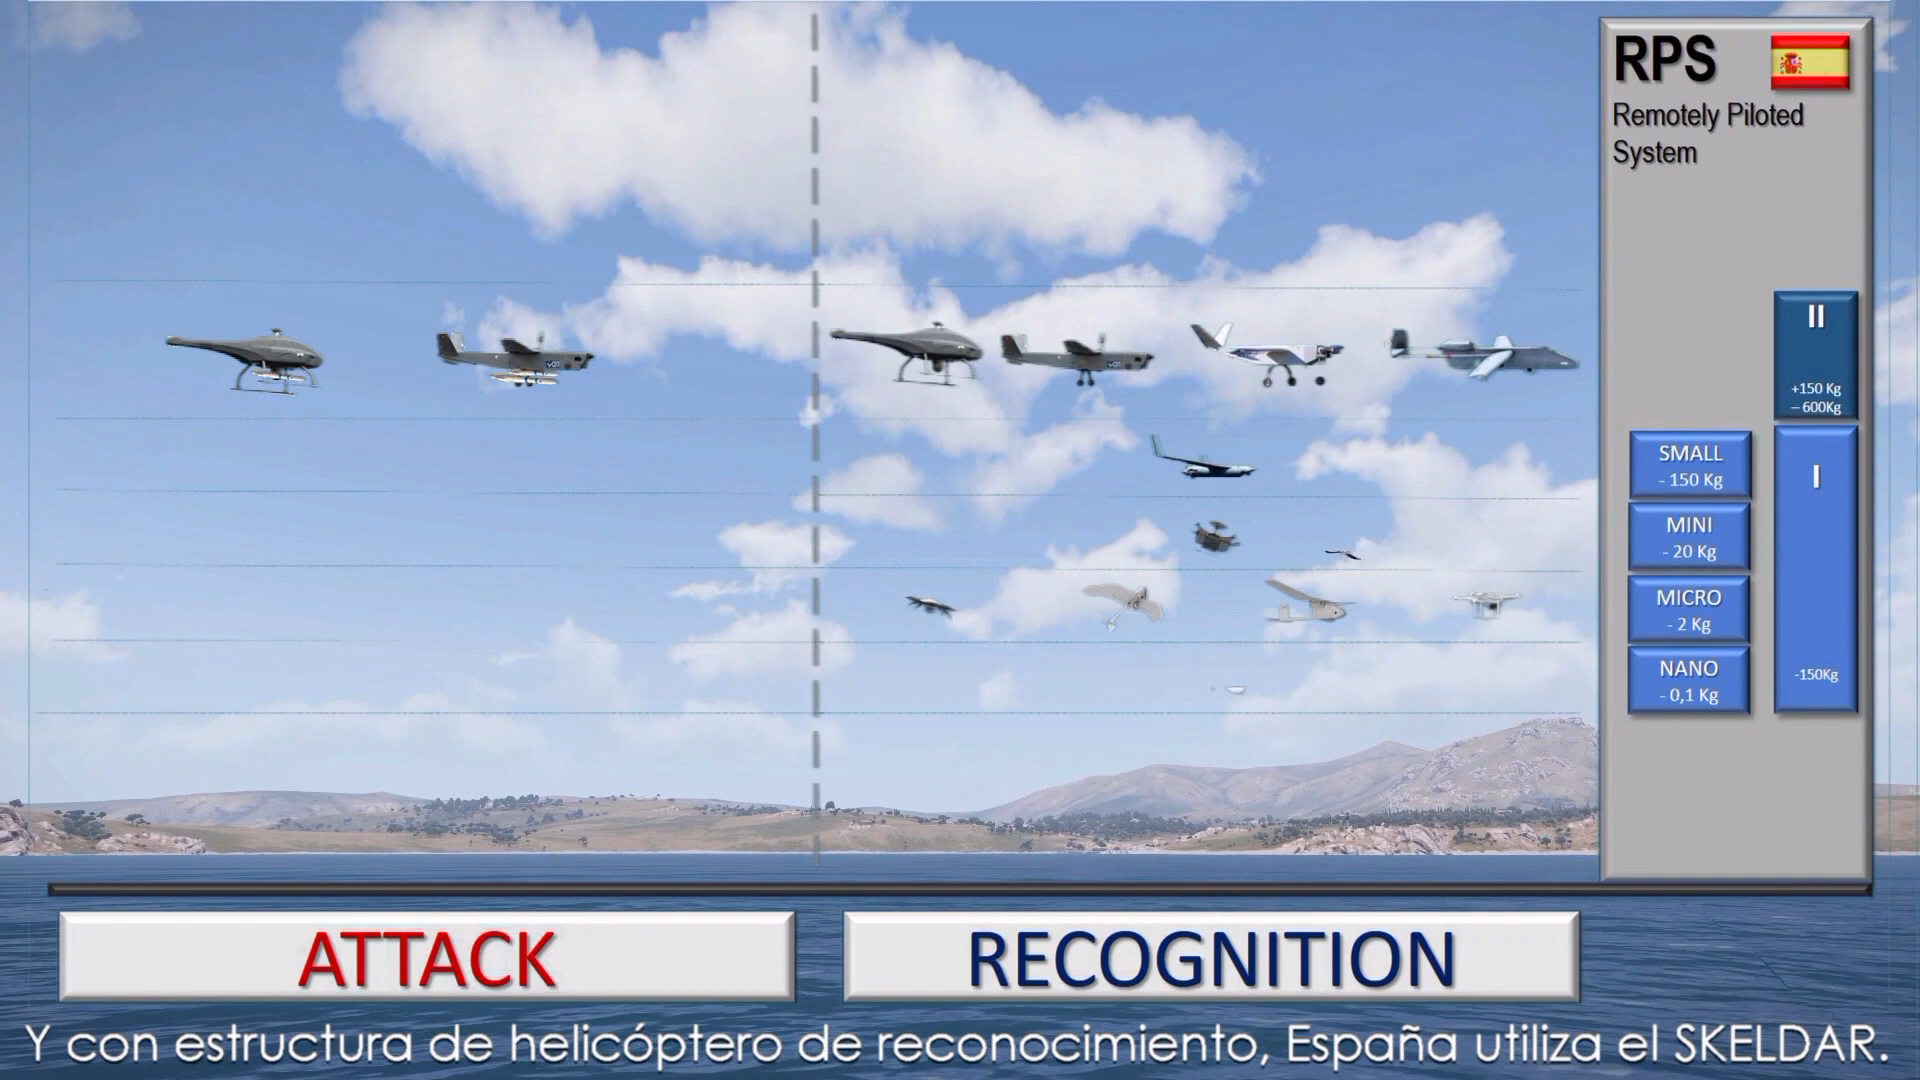 RPS
Remotely Piloted
System
II
+150 Kg
– 600Kg
SMALL
- 150 Kg
I
MINI
- 20 Kg
MICRO
- 2 Kg
NANO
- 0,1 Kg
-150Kg
ATTACK
RECOGNITION
Y con estructura de helicóptero de reconocimiento, España utiliza el SKELDAR.